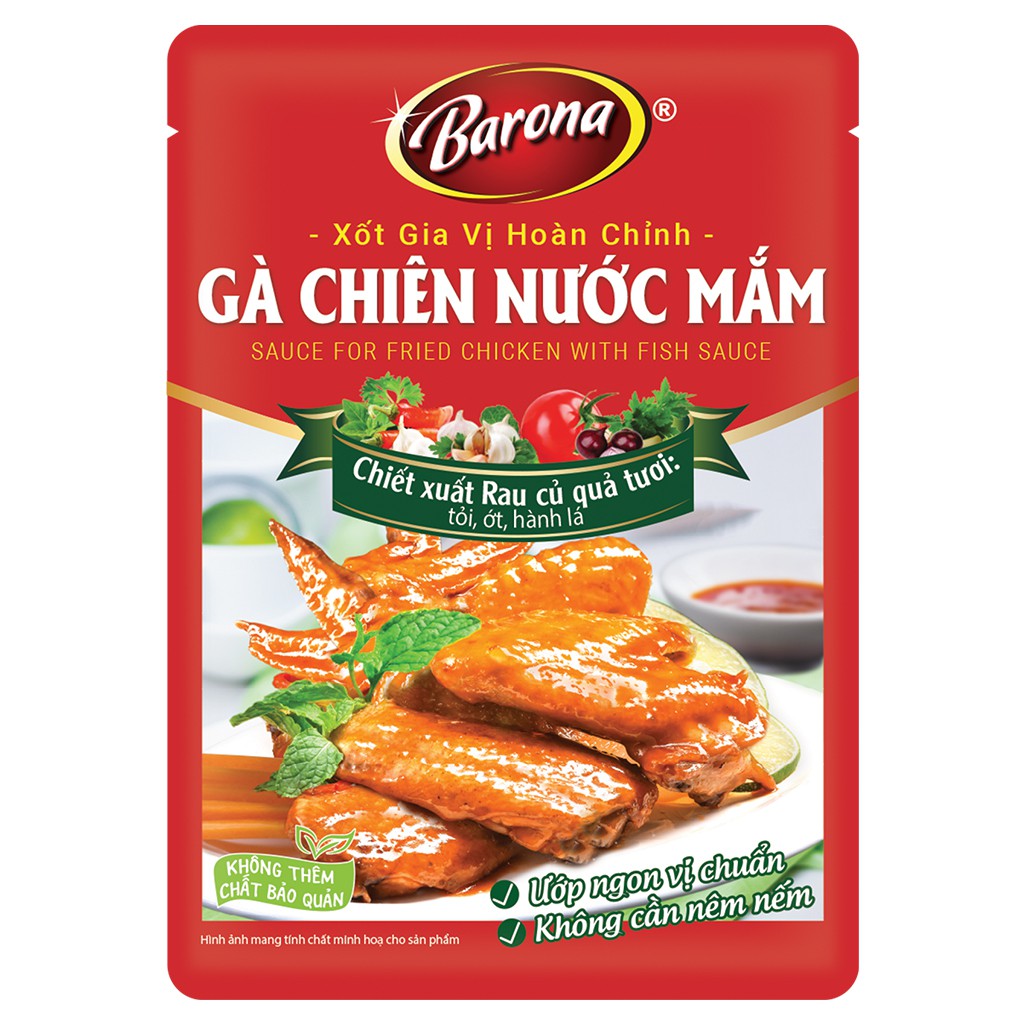 Barona ®
- Xốt Gia Vị Hoàn Chỉnh -
GÀ CHIÊN NƯỚC MẮM
SAUCE FOR FRIED CHICKEN WITH FISH SAUCE
Chiết xuất Rau củ quả tươi:
tỏi, ớt, hành lá
KHÔNG THÊM
CHẤT BẢO QUẢN
Ướp ngon vị chuẩn
Không cần nêm nếm
Hình ảnh mang tính chất minh hoạ cho sản phẩm